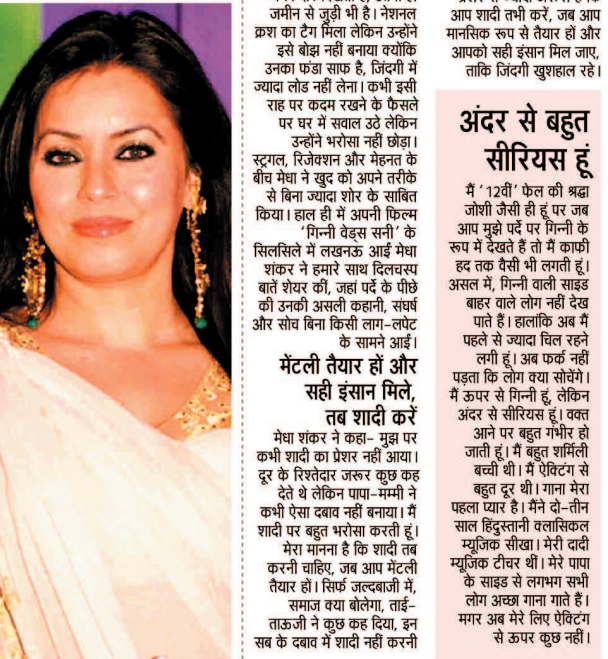 जमीन से जुड़ी भी है। नेशनल
क्रश का टैग मिला लेकिन उन्होंने
इसे बोझ नहीं बनाया क्योंकि
उनका फंडा साफ है, जिंदगी में
ज्यादा लोड नहीं लेना। कभी इसी
राह पर कदम रखने के फैसले
पर घर में सवाल उठे लेकिन
उन्होंने भरोसा नहीं छोड़ा।
स्ट्रगल, रिजेक्शन और मेहनत के
बीच मेधा ने खुद को अपने तरीके
से बिना ज्यादा शोर के साबित
किया। हाल ही में अपनी फिल्म
'गिन्नी वेड्स सनी' के
सिलसिले में लखनऊ आईं मेधा
शंकर ने हमारे साथ दिलचस्प
बातें शेयर कीं, जहां पर्दे के पीछे
की उनकी असली कहानी, संघर्ष
और सोच बिना किसी लाग-लपेट
के सामने आई।
मेंटली तैयार हों और
सही इंसान मिले,
तब शादी करें
मेधा शंकर ने कहा- मुझ पर
कभी शादी का प्रेशर नहीं आया।
दूर के रिश्तेदार जरूर कुछ कह
देते थे लेकिन पापा-मम्मी ने
कभी ऐसा दबाव नहीं बनाया। मैं
शादी पर बहुत भरोसा करती हूं।
मेरा मानना है कि शादी तब
करनी चाहिए, जब आप मेंटली
तैयार हों। सिर्फ जल्दबाजी में,
समाज क्या बोलेगा, ताई-
ताऊजी ने कुछ कह दिया, इन
सब के दबाव में शादी नहीं करनी
आप शादी तभी करें, जब आप
मानसिक रूप से तैयार हों और
आपको सही इंसान मिल जाए,
ताकि जिंदगी खुशहाल रहे।
अंदर से बहुत
सीरियस हूं
मैं '12वीं' फेल की श्रद्धा
जोशी जैसी ही हूं पर जब
आप मुझे पर्दे पर गिन्नी के
रूप में देखते हैं तो मैं काफी
हद तक वैसी भी लगती हूं।
असल में, गिन्नी वाली साइड
बाहर वाले लोग नहीं देख
पाते हैं। हालांकि अब मैं
पहले से ज्यादा चिल रहने
लगी हूं। अब फर्क नहीं
पड़ता कि लोग क्या सोचेंगे।
मैं ऊपर से गिन्नी हूं, लेकिन
अंदर से सीरियस हूं। वक्त
आने पर बहुत गंभीर हो
जाती हूं। मैं बहुत शर्मिली
बच्ची थी। मैं ऐक्टिंग से
बहुत दूर थी। गाना मेरा
पहला प्यार है। मैंने दो-तीन
साल हिंदुस्तानी क्लासिकल
म्यूजिक सीखा। मेरी दादी
म्यूजिक टीचर थीं। मेरे पापा
के साइड से लगभग सभी
लोग अच्छा गाना गाते हैं।
मगर अब मेरे लिए ऐक्टिंग
से ऊपर कुछ नहीं।